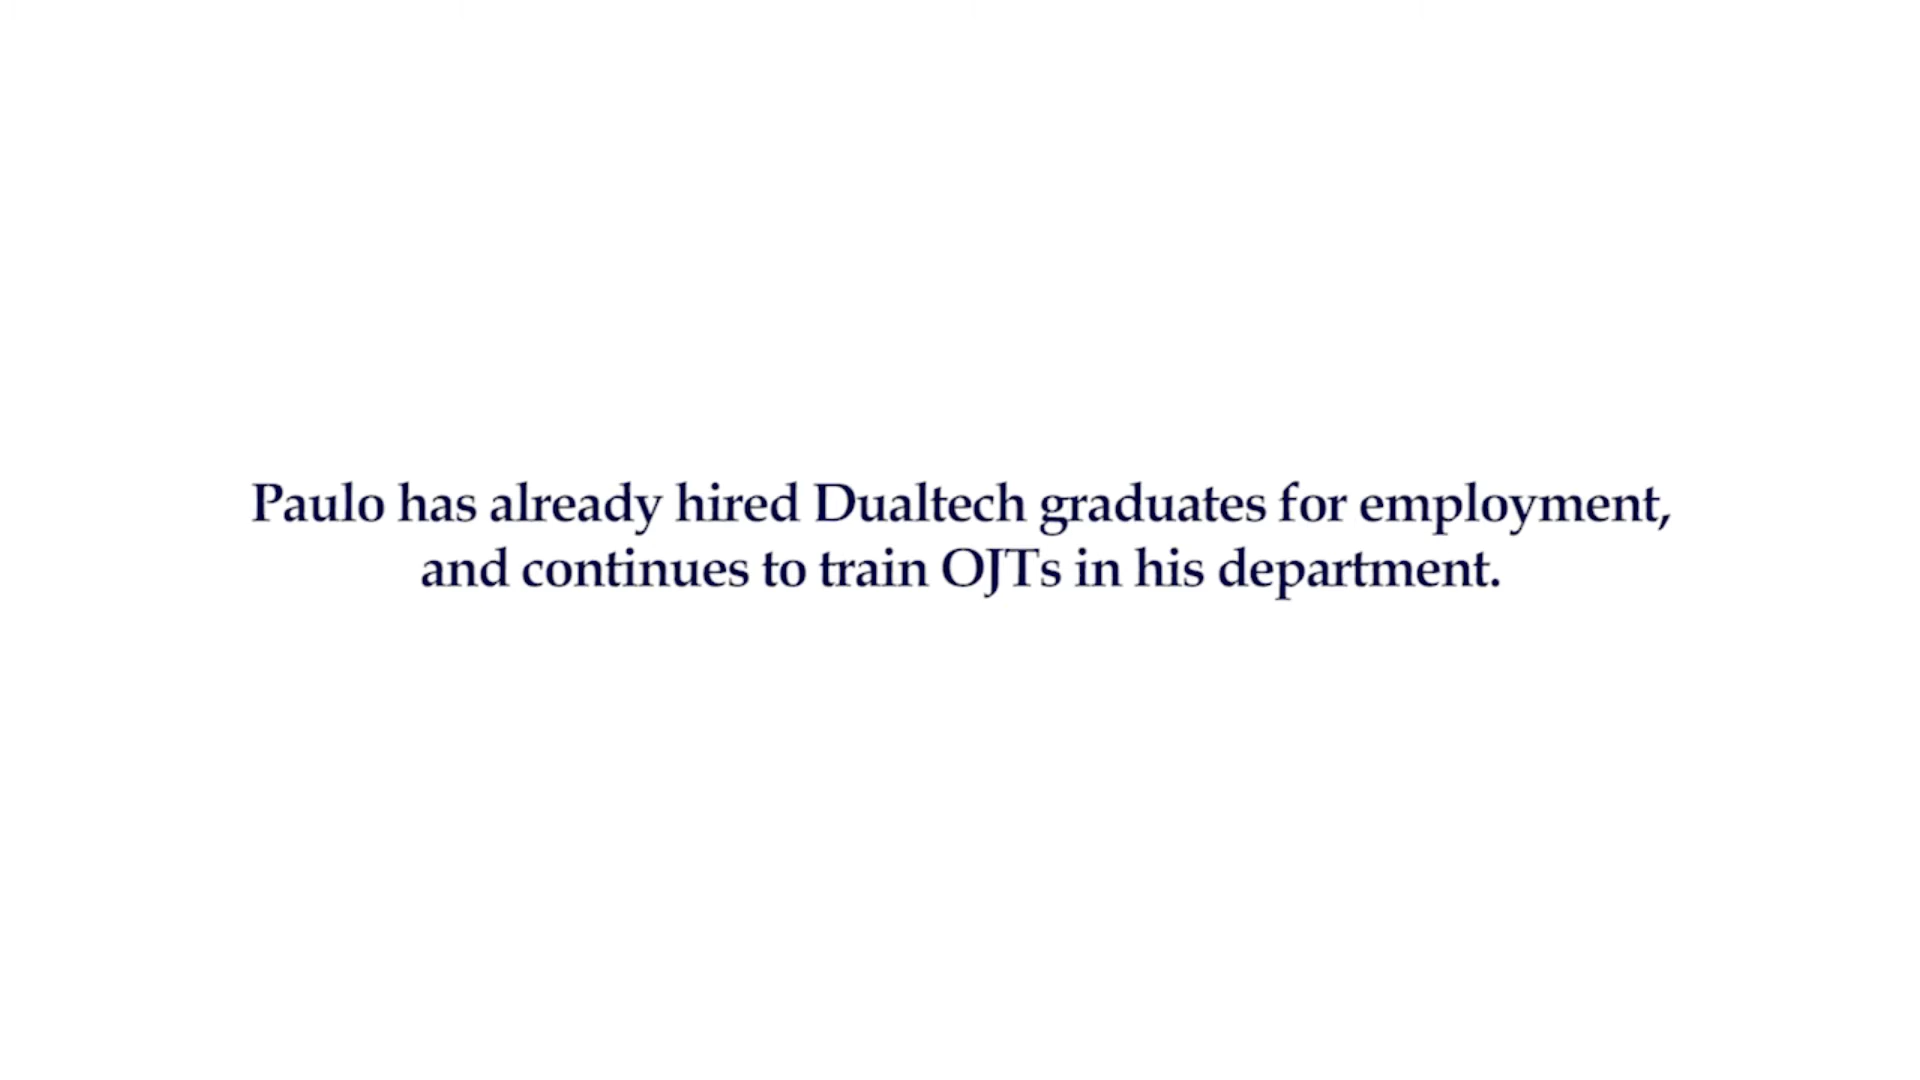 Paulo has already hired Dualtech graduates for employment,
and continues to train OJTs in his department.